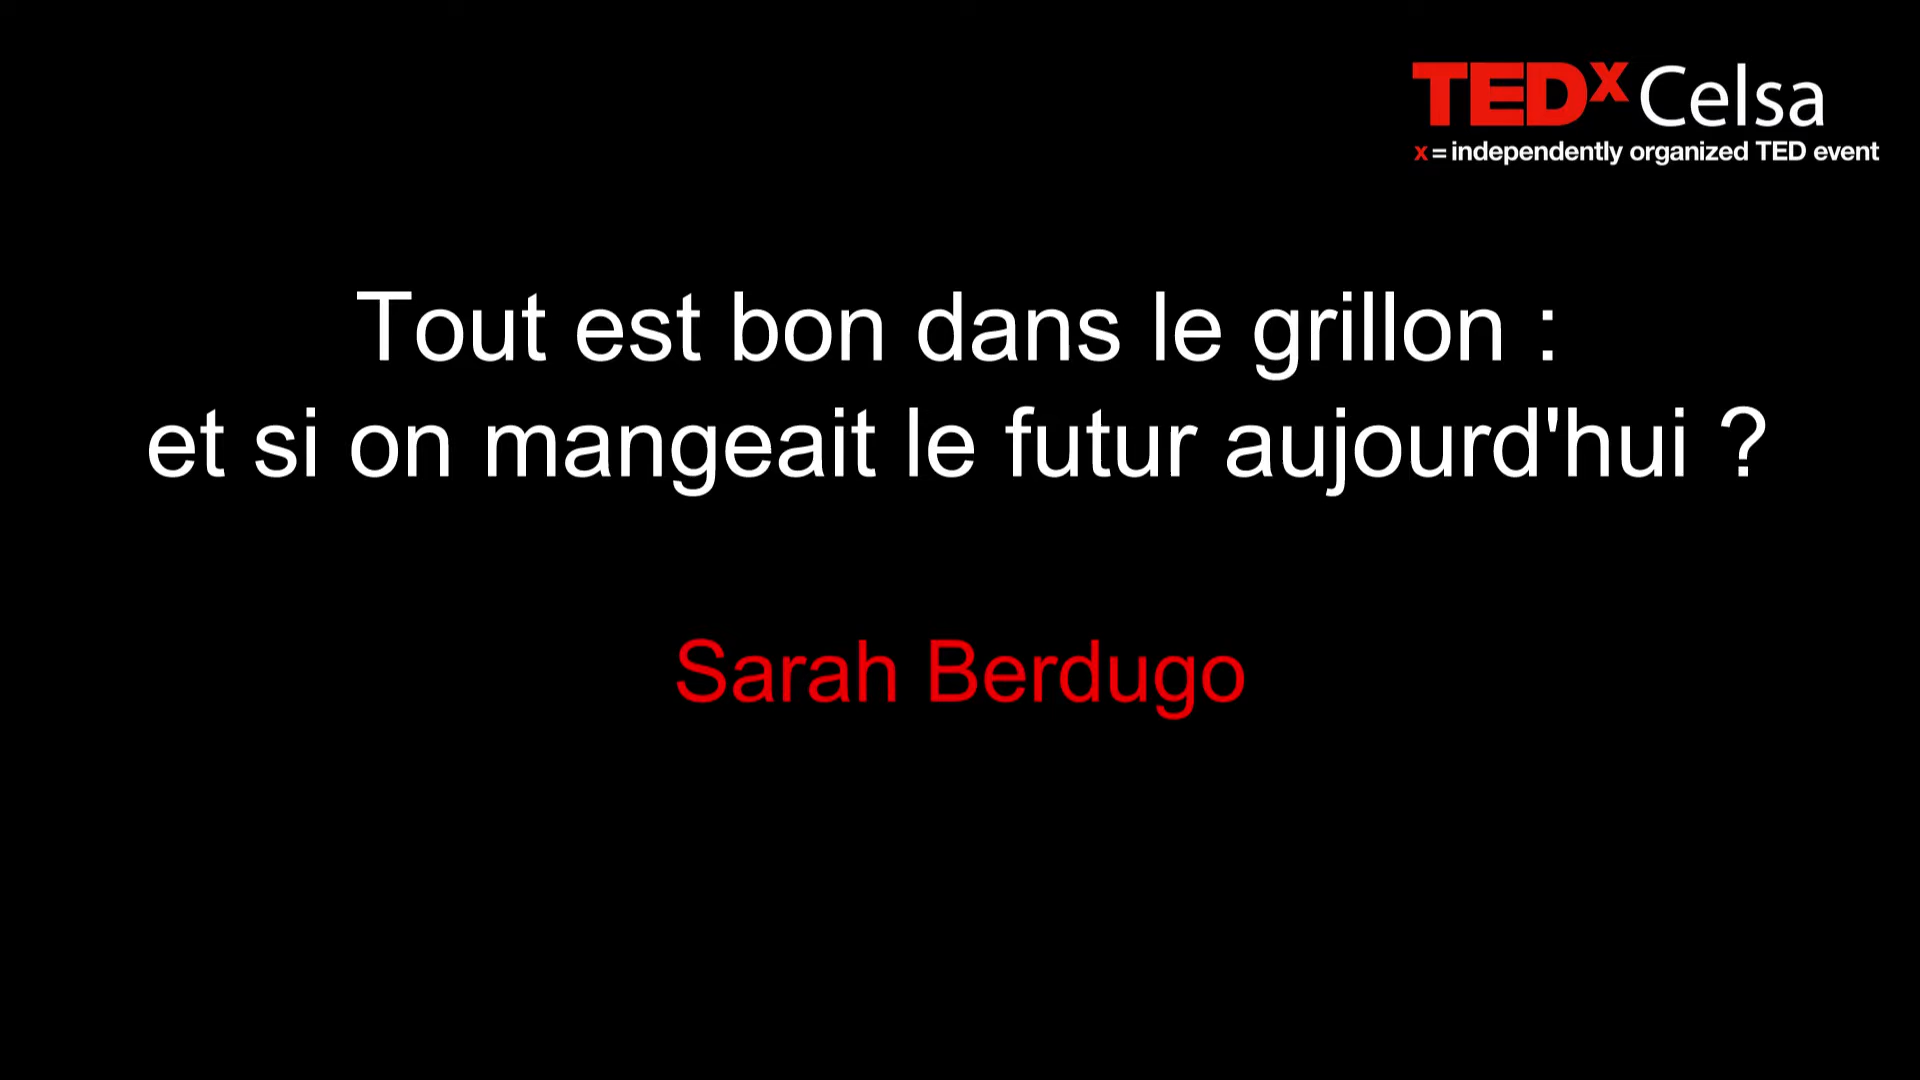 TEDx Celsa
x = independently organized TED event
Tout est bon dans le grillon :
et si on mangeait le futur aujourd'hui ?
Sarah Berdugo